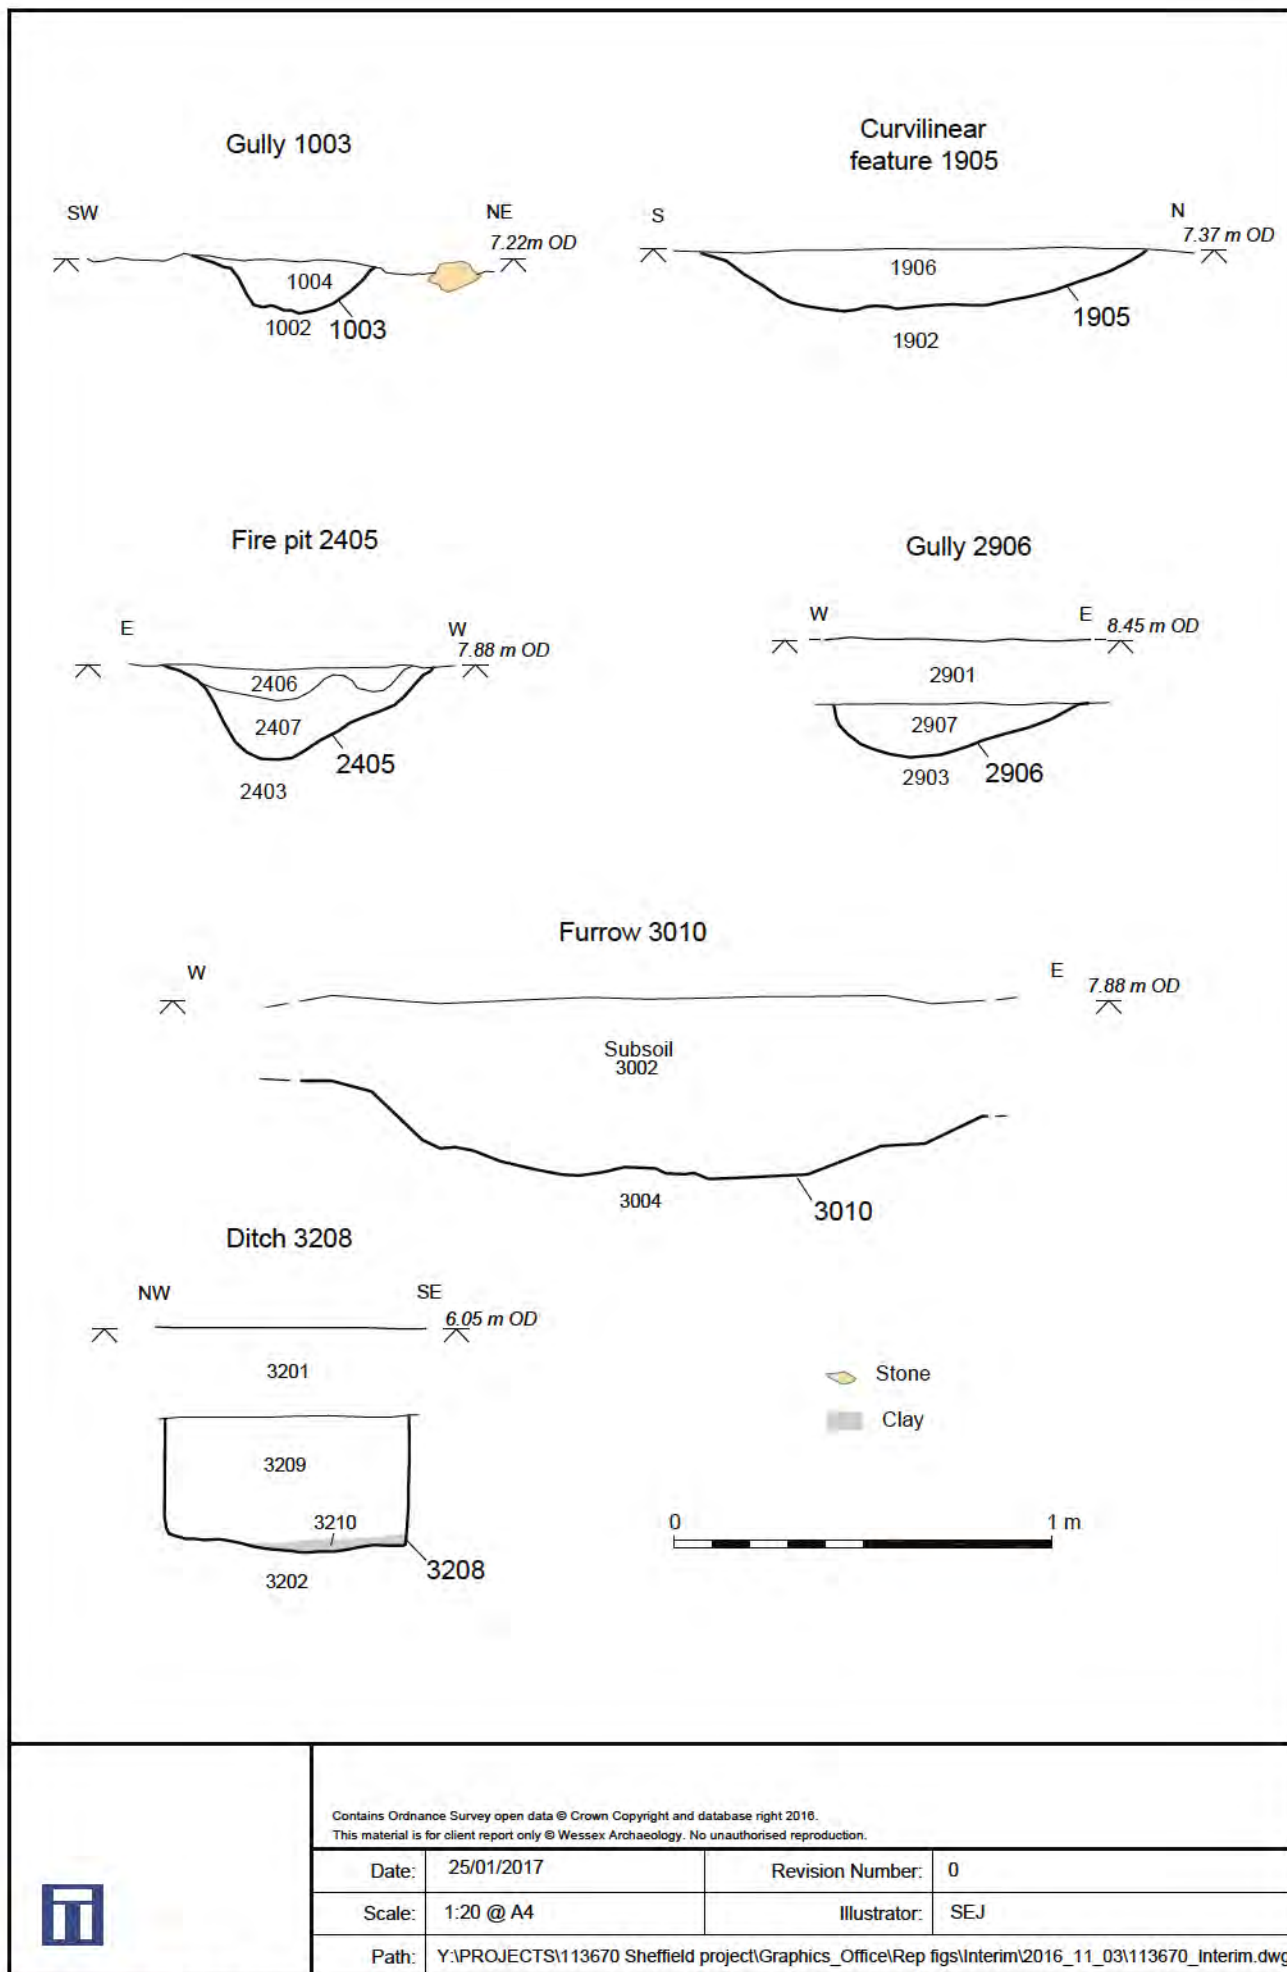 Gully 1003
SW
NE
7.22m OD
1004
1002
1003
Curvilinear
feature 1905
S
N
7.37 m OD
1906
1905
1902
Fire pit 2405
E
W
7.88 m OD
2406
2407
2405
2403
Gully 2906
W
E
8.45 m OD
2901
2907
2906
2903
Furrow 3010
W
E
7.88 m OD
Subsoil
3002
3004
3010
Ditch 3208
NW
SE
6.05 m OD
3201
3209
3210
3208
3202
Stone
Clay
0
1 m
Contains Ordnance Survey open data © Crown Copyright and database right 2016.
This material is for client report only © Wessex Archaeology. No unauthorised reproduction.
Date: 25/01/2017 Revision Number: 0
Scale: 1:20 @ A4 Illustrator: SEJ
Path: Y:\PROJECTS\113670 Sheffield project\Graphics_Office\Rep figs\Interim\2016_11_03\113670_Interim.dwg